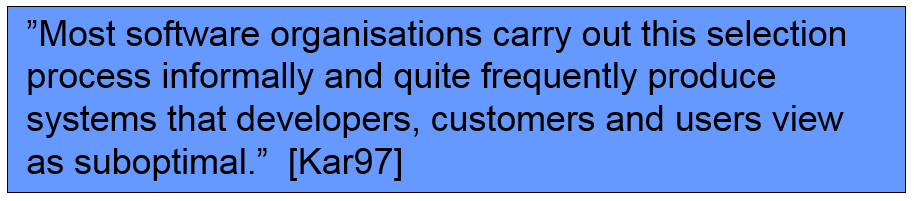 ”Most software organisations carry out this selection
process informally and quite frequently produce
systems that developers, customers and users view
as suboptimal.”  [Kar97]